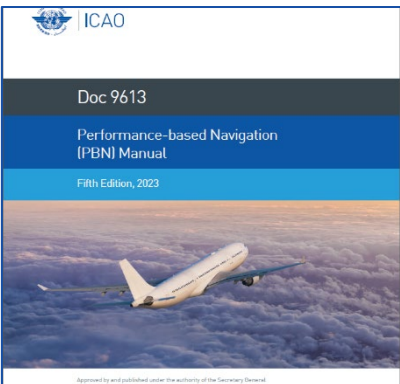 ICAO
Doc 9613
Performance-based Navigation
(PBN) Manual
Fifth Edition, 2023
Approved by and published under the authority of the Secretary General